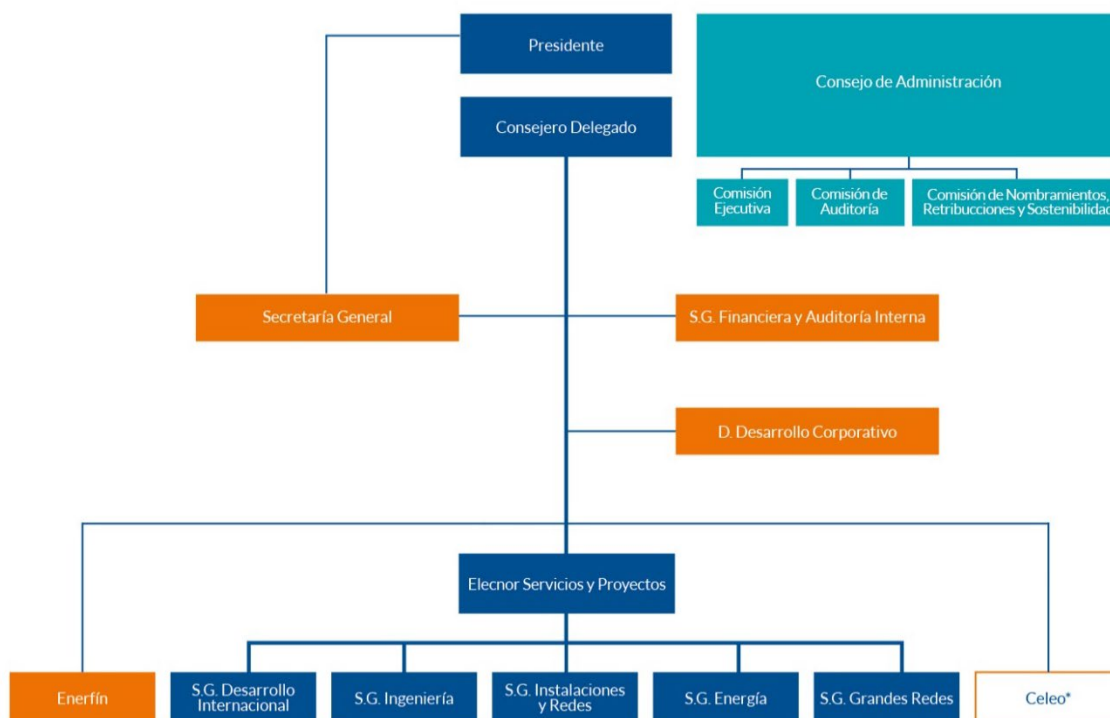 Presidente
Consejo de Administración
Consejero Delegado
Comisión
Ejecutiva
Comisión de
Auditoría
Comisión de Nombramientos,
Retribucciones y Sostenibilidad
Secretaría General
S.G. Financiera y Auditoría Interna
D. Desarrollo Corporativo
Elecnor Servicios y Proyectos
Enerfín
S.G. Desarrollo
Internacional
S.G. Ingeniería
S.G. Instalaciones
y Redes
S.G. Energía
S.G. Grandes Redes
Celeo*